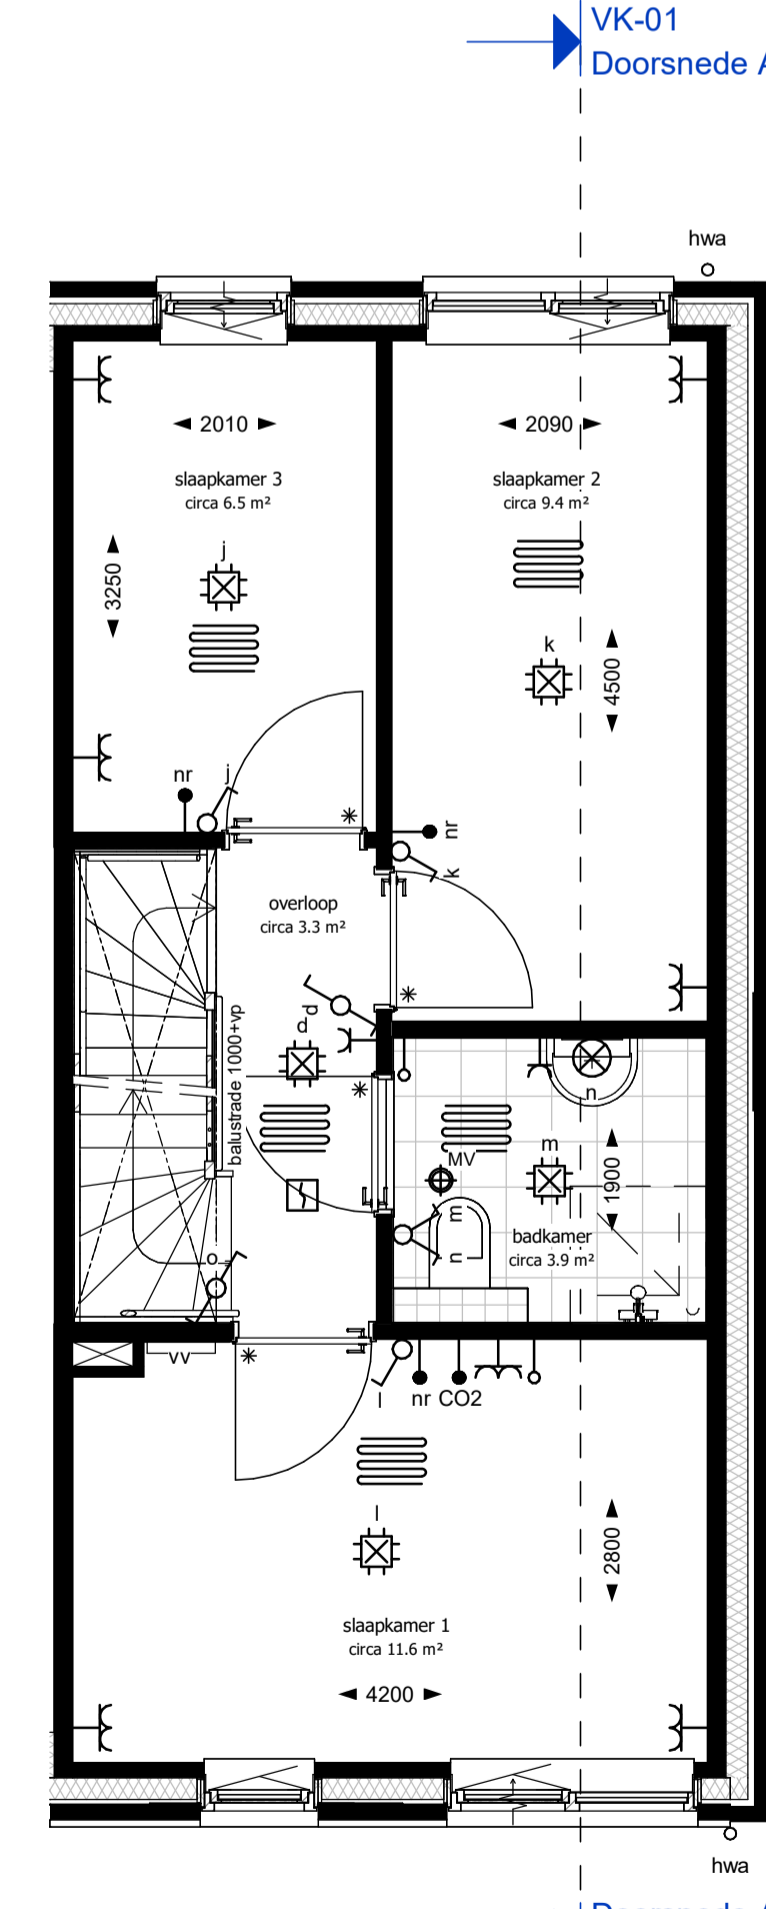 VK-01
Doorsnede A
hwa
2010
2090
slaapkamer 3
circa 6.5 m²
slaapkamer 2
circa 9.4 m²
j
3250
k
4500
nr
j
nr
k
overloop
circa 3.3 m²
d
d
balustrade 1000+vp
n
m
MV
1900
m
n
badkamer
circa 3.9 m²
o
VV
nr
CO2
l
l
2800
slaapkamer 1
circa 11.6 m²
4200
hwa